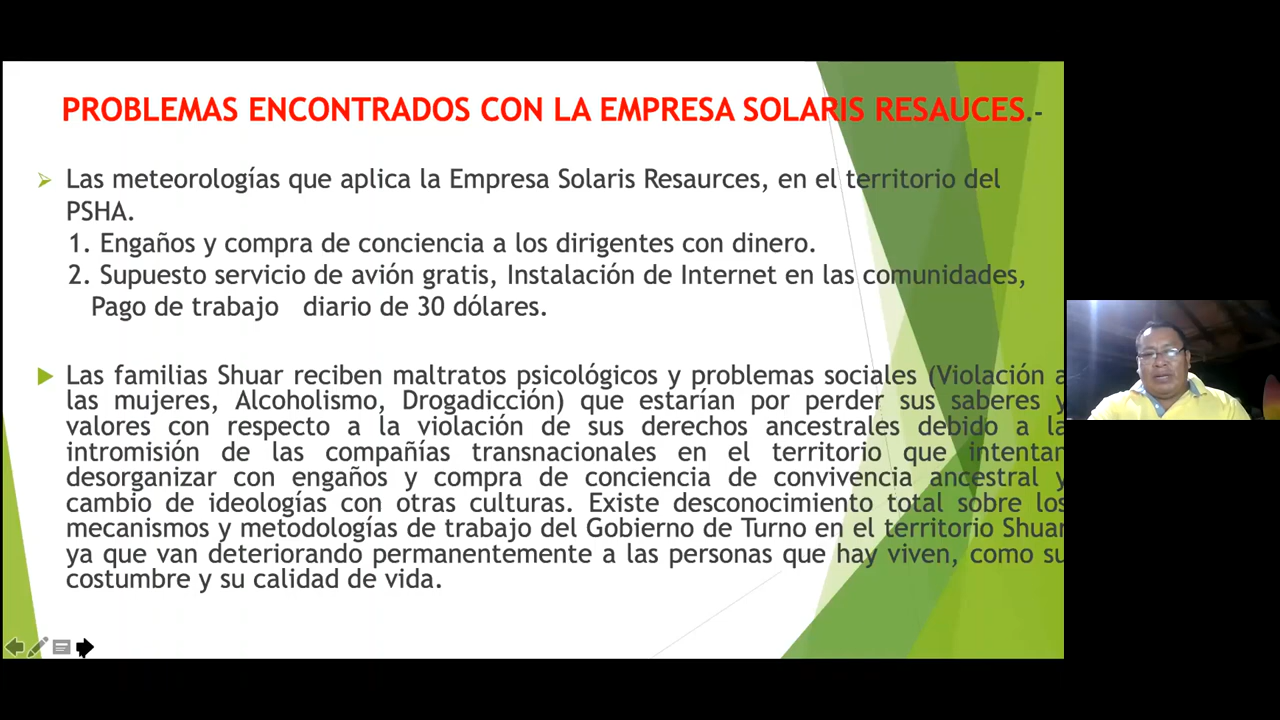 PROBLEMAS ENCONTRADOS CON LA EMPRESA SOLARIS RESAUCES.-
Las meteorologías que aplica la Empresa Solaris Resaurces, en el territorio del
PSHA.
1. Engaños y compra de conciencia a los dirigentes con dinero.
2. Supuesto servicio de avión gratis, Instalación de Internet en las comunidades,
Pago de trabajo diario de 30 dólares.
Las familias Shuar reciben maltratos psicológicos y problemas sociales (Violación a
las mujeres, Alcoholismo, Drogadicción) que estarían por perder sus saberes y
valores con respecto a la violación de sus derechos ancestrales debido a la
intromisión de las compañías transnacionales en el territorio que intentan
desorganizar con engaños y compra de conciencia de convivencia ancestral y
cambio de ideologías con otras culturas. Existe desconocimiento total sobre los
mecanismos y metodologías de trabajo del Gobierno de Turno en el territorio Shuar
ya que van deteriorando permanentemente a las personas que hay viven, como su
costumbre y su calidad de vida.